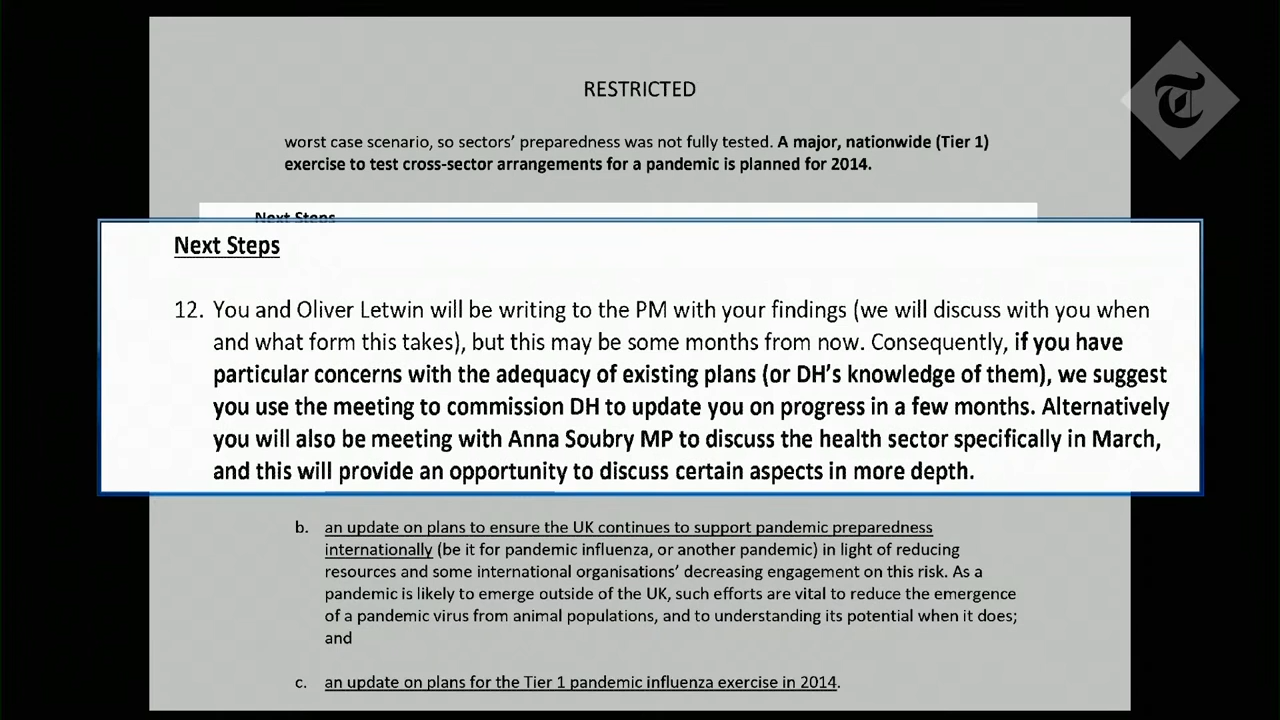 RESTRICTED
worst case scenario, so sectors' preparedness was not fully tested. A major, nationwide (Tier 1)
exercise to test cross-sector arrangements for a pandemic is planned for 2014.
Next Steps
Next Steps
12. You and Oliver Letwin will be writing to the PM with your findings (we will discuss with you when
and what form this takes), but this may be some months from now. Consequently, if you have
particular concerns with the adequacy of existing plans (or DH's knowledge of them), we suggest
you use the meeting to commission DH to update you on progress in a few months. Alternatively
you will also be meeting with Anna Soubry MP to discuss the health sector specifically in March,
and this will provide an opportunity to discuss certain aspects in more depth.
b. an update on plans to ensure the UK continues to support pandemic preparedness
internationally (be it for pandemic influenza, or another pandemic) in light of reducing
resources and some international organisations' decreasing engagement on this risk. As a
pandemic is likely to emerge outside of the UK, such efforts are vital to reduce the emergence
of a pandemic virus from animal populations, and to understanding its potential when it does;
and
c. an update on plans for the Tier 1 pandemic influenza exercise in 2014.
T